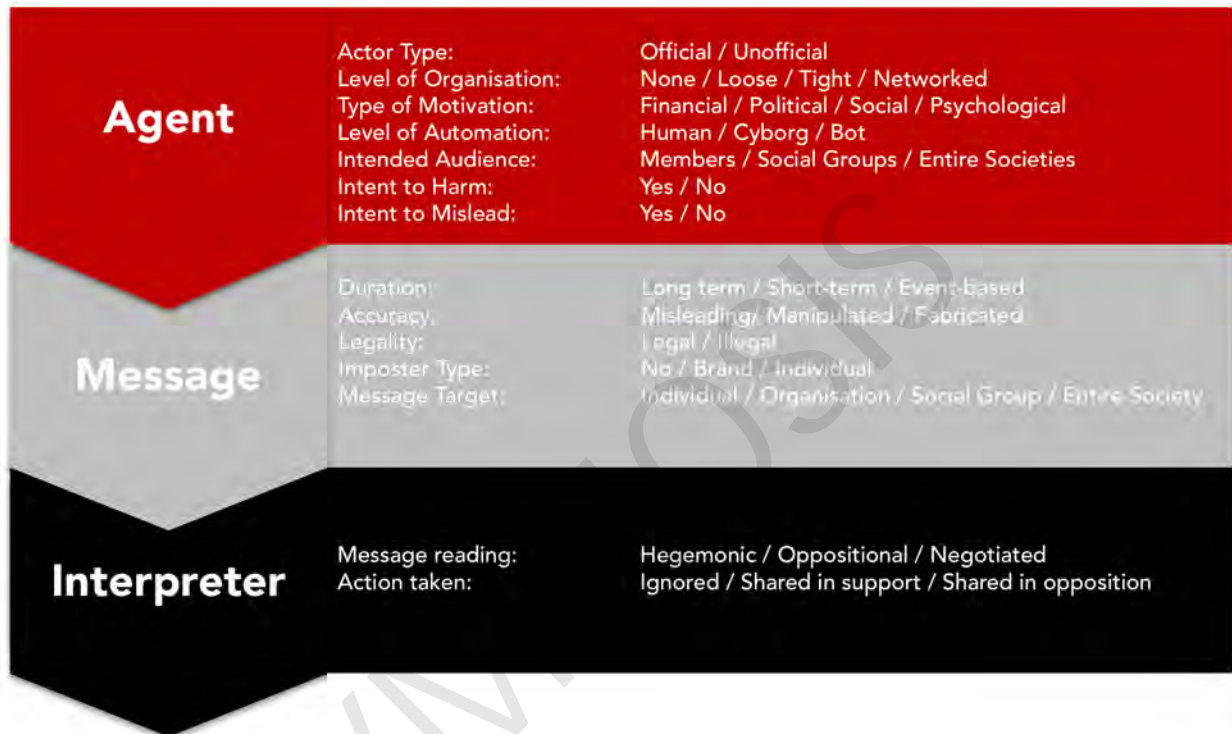 Agent
Actor Type: Official / Unofficial
Level of Organisation: None / Loose / Tight / Networked
Type of Motivation: Financial / Political / Social / Psychological
Level of Automation: Human / Cyborg / Bot
Intended Audience: Members / Social Groups / Entire Societies
Intent to Harm: Yes / No
Intent to Mislead: Yes / No
Message
Duration: Long term / Short-term / Event-based
Accuracy: Misleading/ Manipulated / Fabricated
Legality: Legal / Illegal
Imposter Type: No / Brand / Individual
Message Target: Individual / Organisation / Social Group / Entire Society
Interpreter
Message reading: Hegemonic / Oppositional / Negotiated
Action taken: Ignored / Shared in support / Shared in opposition